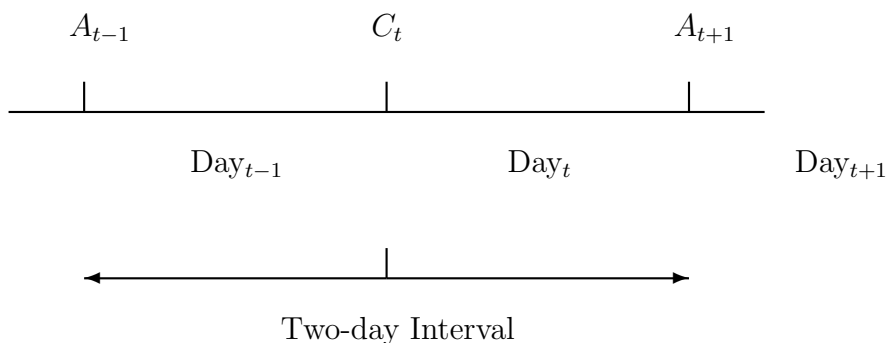 A_{t−1} C_t A_{t+1}
Day_{t−1} Day_t Day_{t+1}
Two-day Interval